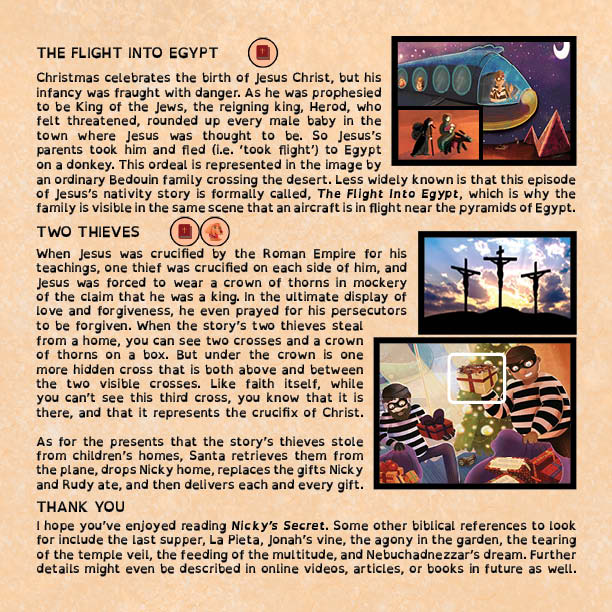 THE FLIGHT INTO EGYPT
Christmas celebrates the birth of Jesus Christ, but his
infancy was fraught with danger. As he was prophesied
to be King of the Jews, the reigning king, Herod, who
felt threatened, rounded up every male baby in the
town where Jesus was thought to be. So Jesus's
parents took him and fled (i.e. 'took flight') to Egypt
on a donkey. This ordeal is represented in the image by
an ordinary Bedouin family crossing the desert. Less widely known is that this episode
of Jesus's nativity story is formally called, The Flight Into Egypt, which is why the
family is visible in the same scene that an aircraft is in flight near the pyramids of Egypt.
TWO THIEVES
When Jesus was crucified by the Roman Empire for his
teachings, one thief was crucified on each side of him, and
Jesus was forced to wear a crown of thorns in mockery
of the claim that he was a king. In the ultimate display of
love and forgiveness, he even prayed for his persecutors
to be forgiven. When the story's two thieves steal
from a home, you can see two crosses and a crown
of thorns on a box. But under the crown is one
more hidden cross that is both above and between
the two visible crosses. Like faith itself, while
you can't see this third cross, you know that it is
there, and that it represents the crucifix of Christ.
As for the presents that the story's thieves stole
from children's homes, Santa retrieves them from
the plane, drops Nicky home, replaces the gifts Nicky
and Rudy ate, and then delivers each and every gift.
THANK YOU
I hope you've enjoyed reading Nicky's Secret. Some other biblical references to look
for include the last supper, La Pieta, Jonah's vine, the agony in the garden, the tearing
of the temple veil, the feeding of the multitude, and Nebuchadnezzar's dream. Further
details might even be described in online videos, articles, or books in future as well.